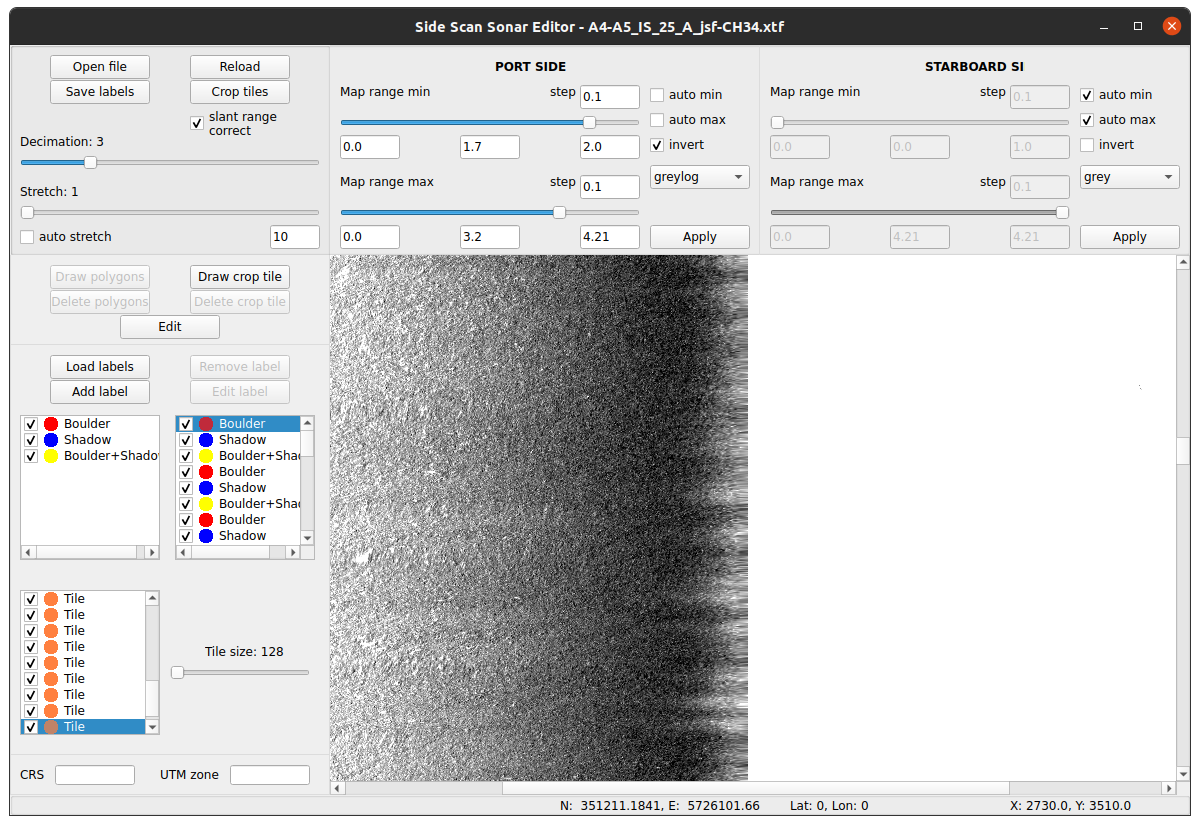 Side Scan Sonar Editor - A4-A5_IS_25_A_jsf-CH34.xtf
Open file
Reload
Save labels
Crop tiles
slant range
correct
Decimation: 3
Stretch: 1
auto stretch
10
PORT SIDE
Map range min
step
0.1
auto min
auto max
0.0
1.7
2.0
invert
Map range max
step
0.1
greylog
0.0
3.2
4.21
Apply
STARBOARD SI
Map range min
step
0.1
auto min
auto max
0.0
0.0
1.0
invert
Map range max
step
0.1
grey
0.0
4.21
4.21
Apply
Draw polygons
Draw crop tile
Delete polygons
Delete crop tile
Edit
Load labels
Remove label
Add label
Edit label
Boulder
Shadow
Boulder+Shado
Boulder
Shadow
Boulder+Sha
Boulder
Shadow
Boulder+Sha
Boulder
Shadow
Tile
Tile
Tile
Tile
Tile
Tile
Tile
Tile
Tile
Tile size: 128
CRS
UTM zone
N: 351211.1841, E: 5726101.66
Lat: 0, Lon: 0
X: 2730.0, Y: 3510.0